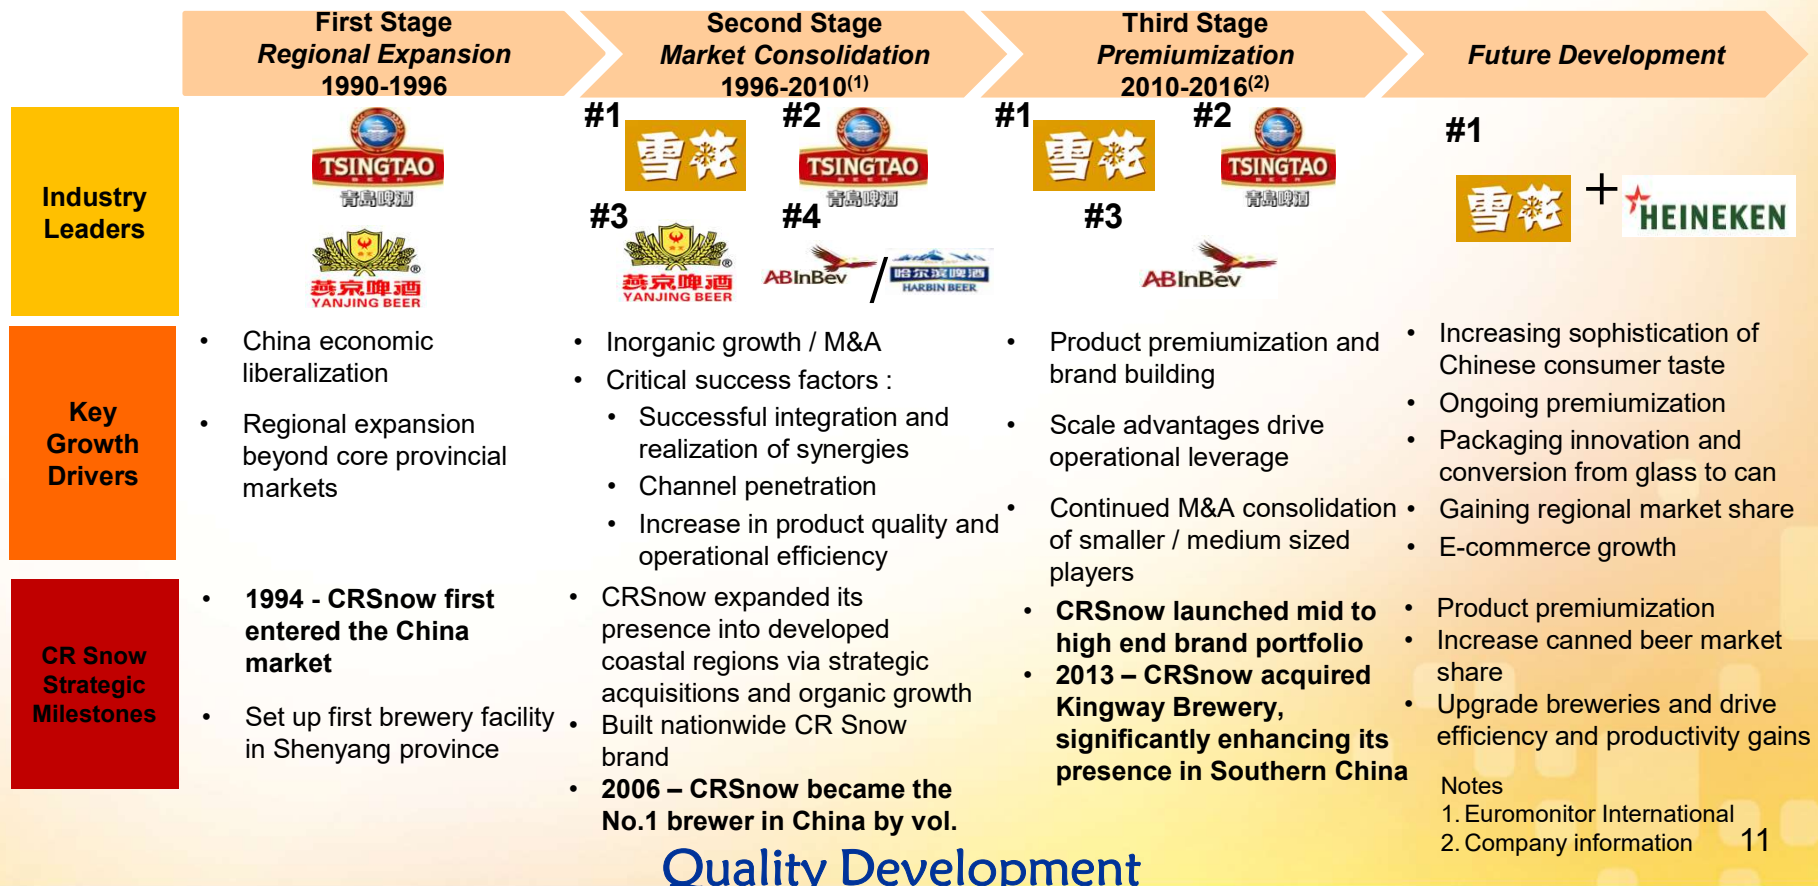 First Stage
Regional Expansion
1990-1996
Second Stage
Market Consolidation
1996-2010(1)
Third Stage
Premiumization
2010-2016(2)
Future Development
Industry
Leaders
TSINGTAO
BEER
青島啤酒
燕京啤酒
YANJING BEER
#1
雪花
#2
TSINGTAO
BEER
青島啤酒
#3
燕京啤酒
YANJING BEER
#4
ABInBev
/
哈尔滨啤酒
HARBIN BEER
#1
雪花
#2
TSINGTAO
BEER
青島啤酒
#3
ABInBev
#1
雪花
+
HEINEKEN
Key
Growth
Drivers
• China economic
liberalization
• Regional expansion
beyond core provincial
markets
• Inorganic growth / M&A
• Critical success factors :
• Successful integration and
realization of synergies
• Channel penetration
• Increase in product quality and
operational efficiency
• Product premiumization and
brand building
• Scale advantages drive
operational leverage
• Continued M&A consolidation
of smaller / medium sized
players
• Increasing sophistication of
Chinese consumer taste
• Ongoing premiumization
• Packaging innovation and
conversion from glass to can
• Gaining regional market share
• E-commerce growth
CR Snow
Strategic
Milestones
• 1994 - CRSnow first
entered the China
market
• Set up first brewery facility
in Shenyang province
• CRSnow expanded its
presence into developed
coastal regions via strategic
acquisitions and organic growth
• Built nationwide CR Snow
brand
• 2006 – CRSnow became the
No.1 brewer in China by vol.
• CRSnow launched mid to
high end brand portfolio
• 2013 – CRSnow acquired
Kingway Brewery,
significantly enhancing its
presence in Southern China
• Product premiumization
• Increase canned beer market
share
• Upgrade breweries and drive
efficiency and productivity gains
Notes
1. Euromonitor International
2. Company information
11
Quality Development